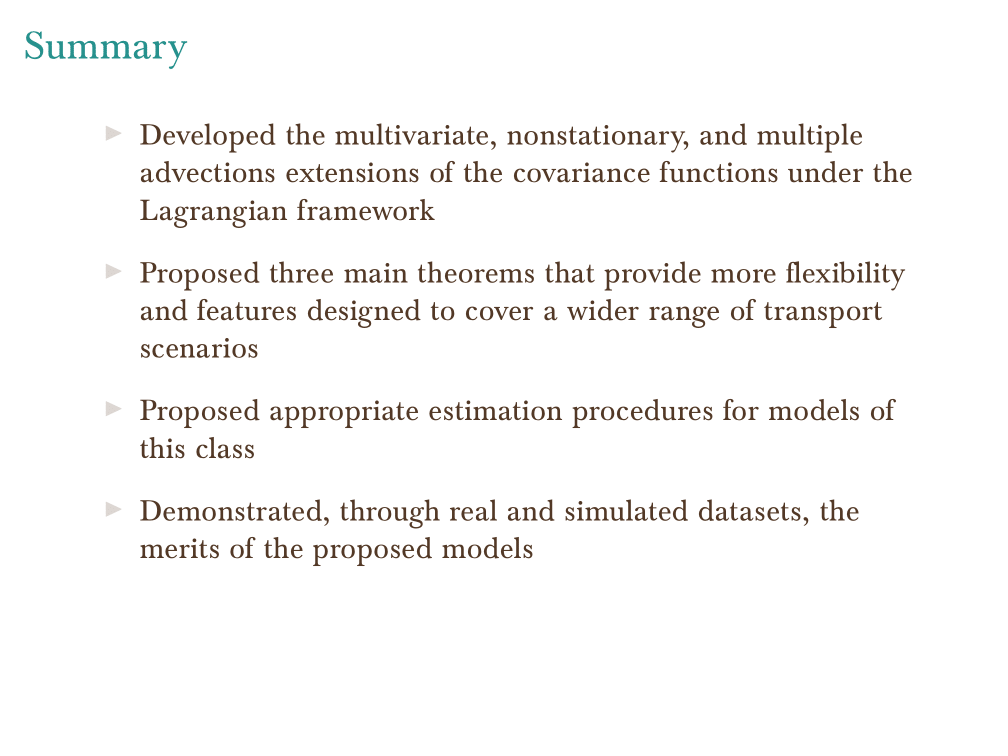 Summary
► Developed the multivariate, nonstationary, and multiple
advections extensions of the covariance functions under the
Lagrangian framework
► Proposed three main theorems that provide more flexibility
and features designed to cover a wider range of transport
scenarios
► Proposed appropriate estimation procedures for models of
this class
► Demonstrated, through real and simulated datasets, the
merits of the proposed models